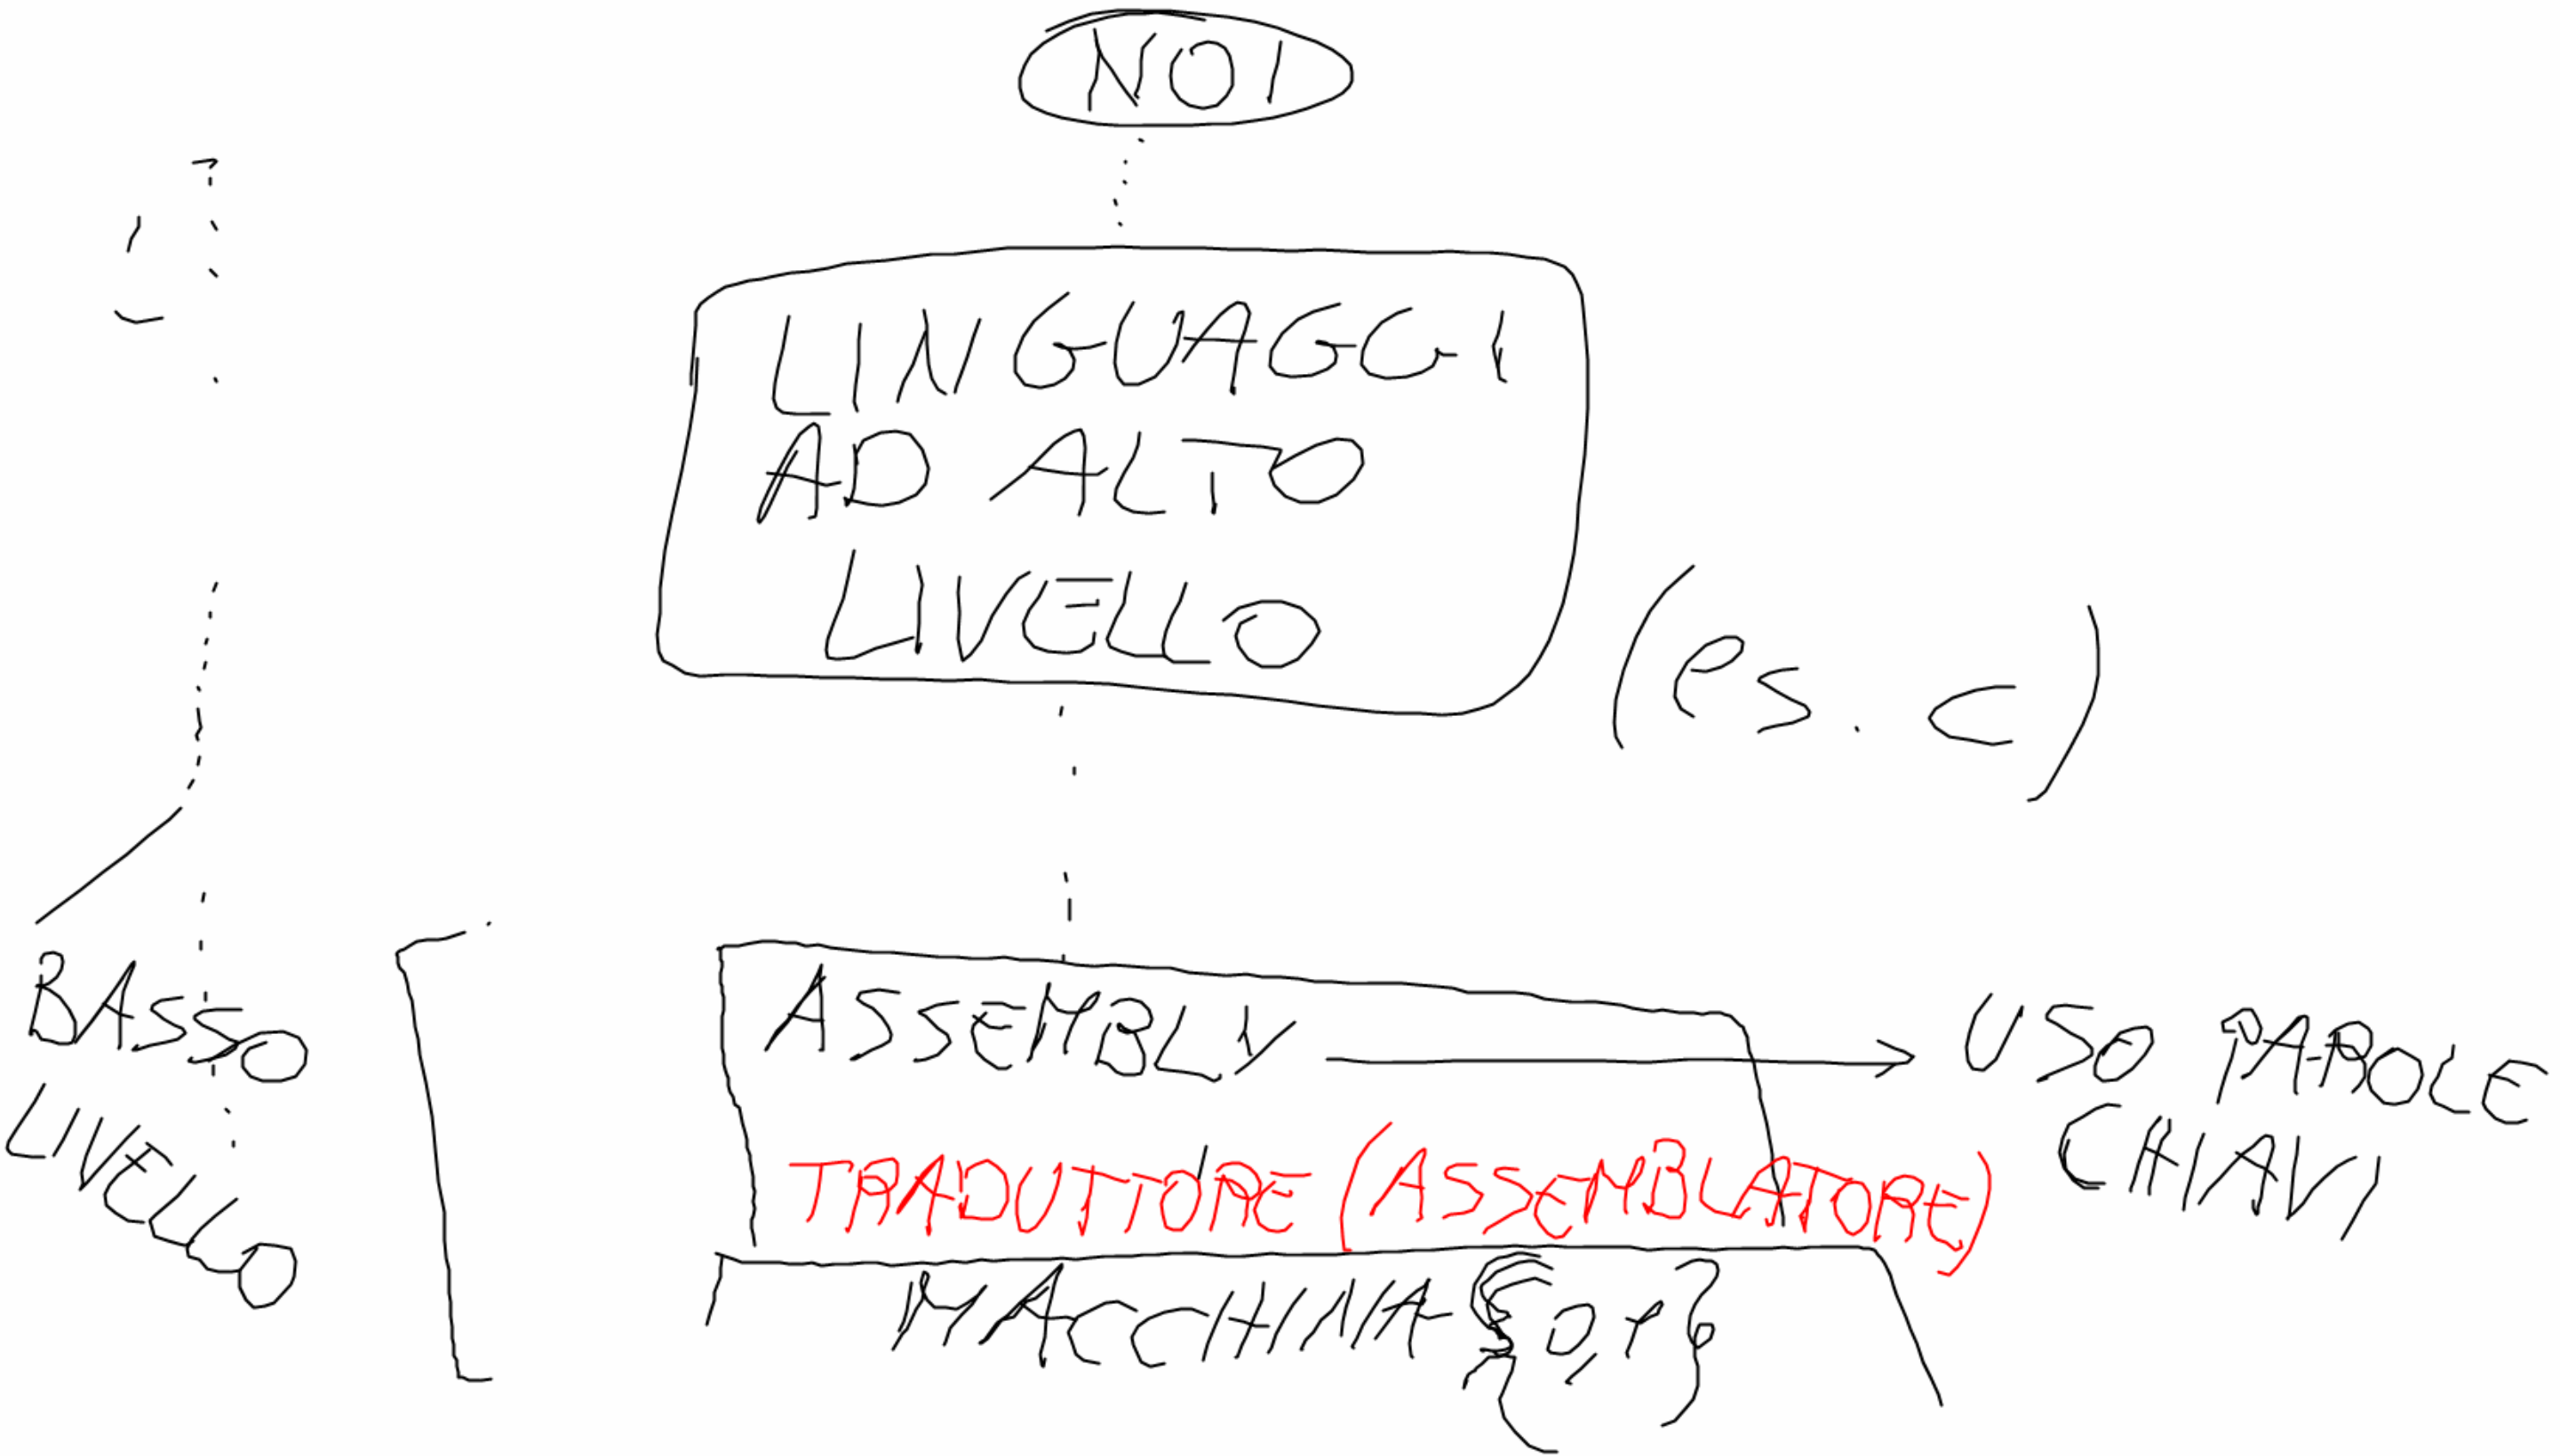 NOI
LINGUAGGI
AD ALTO
LIVELLO
(es. c)
BASSO
LIVELLO
ASSEMBLY
USO PAROLE
CHIAVI
TRADUTTORE (ASSEMBLATORE)
MACCHINA {0,1}